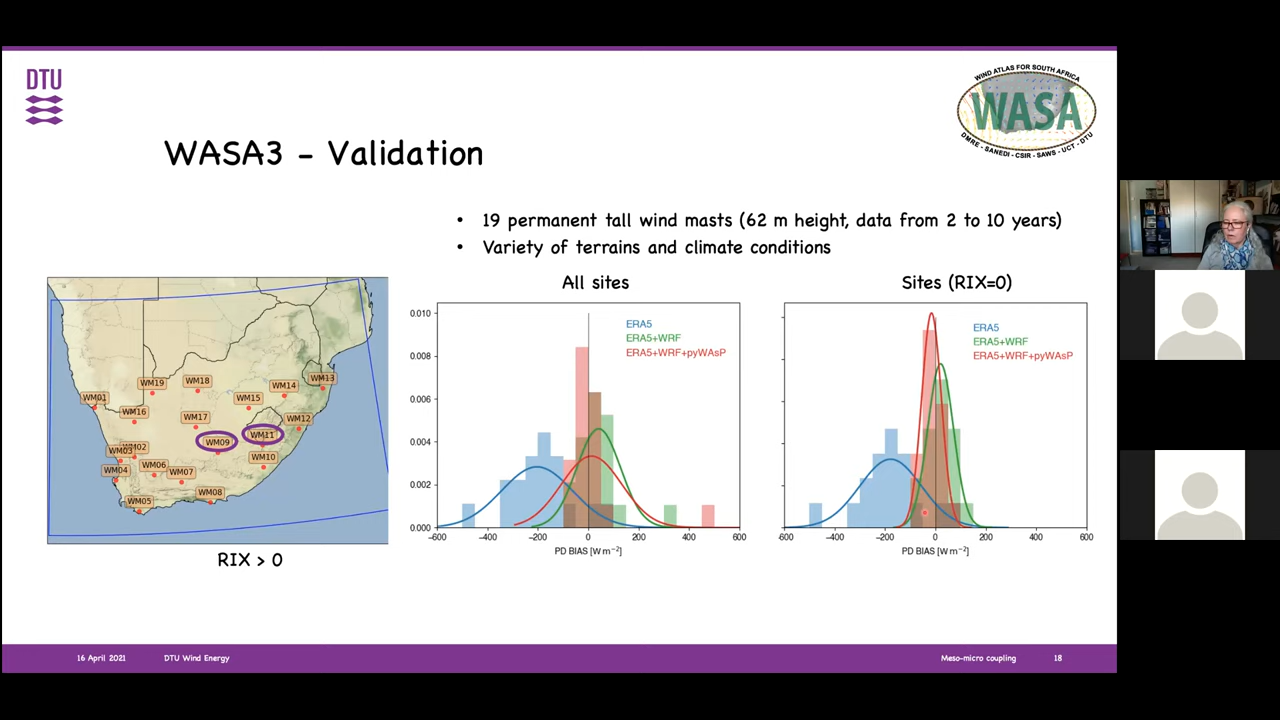 DTU
WIND ATLAS FOR SOUTH AFRICA
WASA
DMRE - SANEDI - CSIR - SAWS - UCT - DTU
WASA3 - Validation
• 19 permanent tall wind masts (62 m height, data from 2 to 10 years)
• Variety of terrains and climate conditions
All sites
Sites (RIX=0)
WM19
WM18
WM14
WM13
WM01
WM16
WM15
WM17
WM12
WM09
WM11
WM02
WM03
WM10
WM04
WM06
WM07
WM08
WM05
RIX > 0
0.010
0.008
0.006
0.004
0.002
0.000
ERA5
ERA5+WRF
ERA5+WRF+pyWAsP
−600 −400 −200 0 200 400 600
PD BIAS [W m⁻²]
ERA5
ERA5+WRF
ERA5+WRF+pyWAsP
600 −400 −200 0 200 400 600
PD BIAS [W m⁻²]
16 April 2021 DTU Wind Energy Meso-micro coupling 18